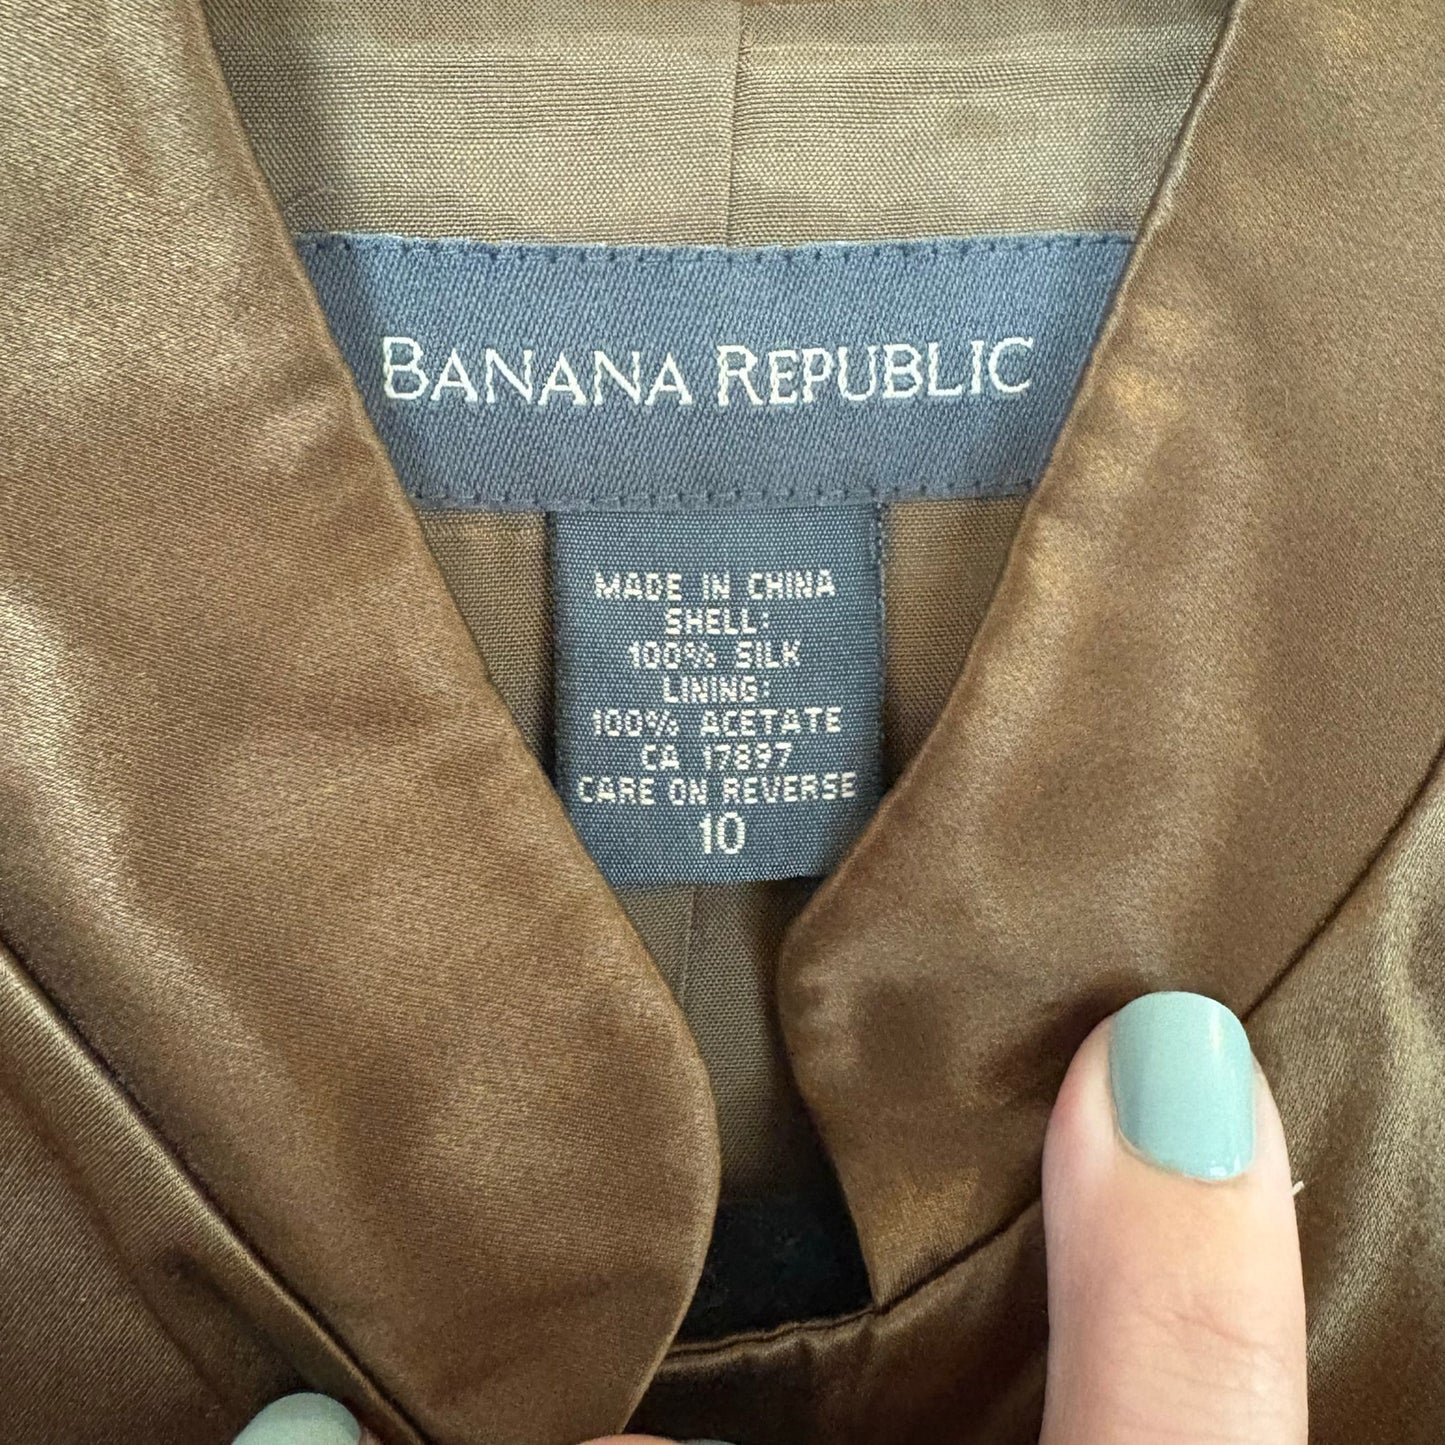 BANANA REPUBLIC
MADE IN CHINA
SHELL:
100% SILK
LINING:
100% ACETATE
CA 17897
CARE ON REVERSE
10